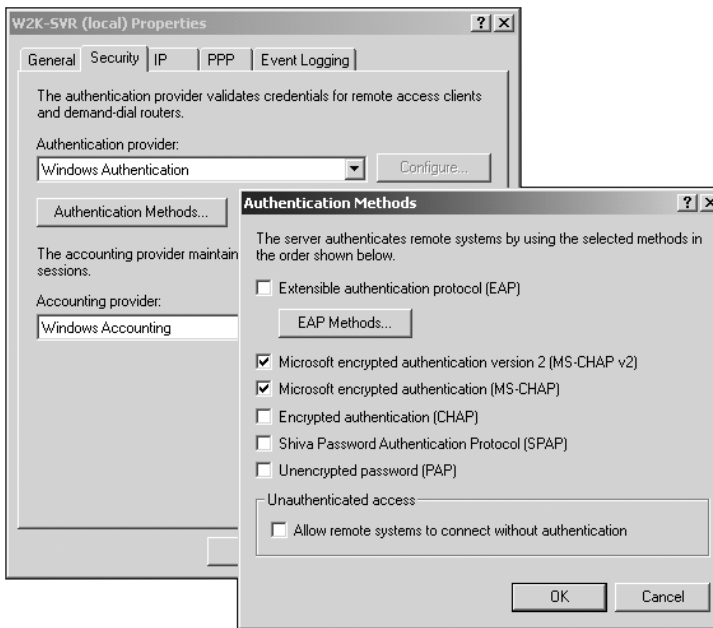 W2K-SVR (local) Properties
General Security IP PPP Event Logging
The authentication provider validates credentials for remote access clients
and demand-dial routers.
Authentication provider:
Windows Authentication
Configure...
Authentication Methods...
The accounting provider maintain
sessions.
Accounting provider:
Windows Accounting
Authentication Methods
The server authenticates remote systems by using the selected methods in
the order shown below.
Extensible authentication protocol (EAP)
EAP Methods...
Microsoft encrypted authentication version 2 (MS-CHAP v2)
Microsoft encrypted authentication (MS-CHAP)
Encrypted authentication (CHAP)
Shiva Password Authentication Protocol (SPAP)
Unencrypted password (PAP)
Unauthenticated access
Allow remote systems to connect without authentication
OK Cancel